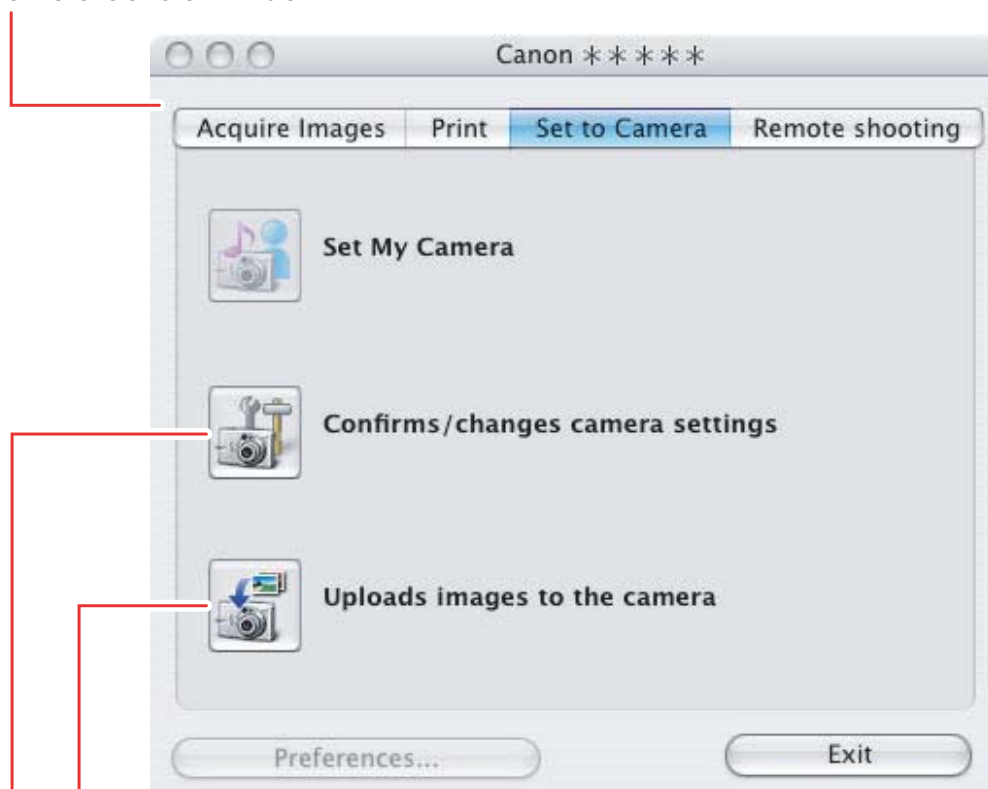 Canon ＊＊＊＊＊
Acquire Images Print Set to Camera Remote shooting
Set My Camera
Confirms/changes camera settings
Uploads images to the camera
Preferences... Exit